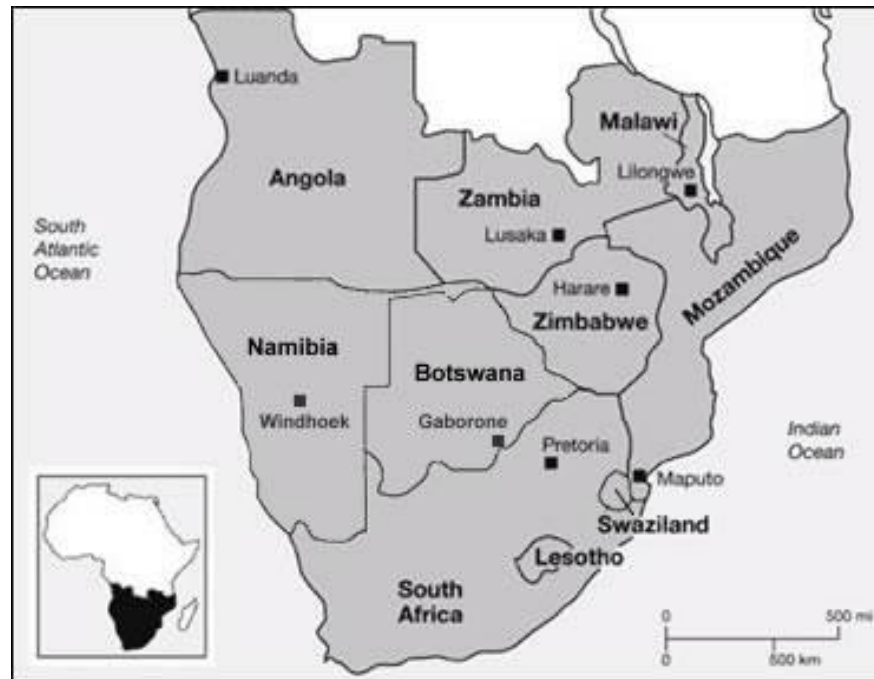 Luanda
Malawi
Angola
Lilongwe
Zambia
South
Atlantic
Ocean
Lusaka
Mozambique
Harare
Zimbabwe
Namibia
Botswana
Windhoek
Gaborone
Indian
Ocean
Pretoria
Maputo
Swaziland
Lesotho
South
Africa
0 500 mi
0 500 km